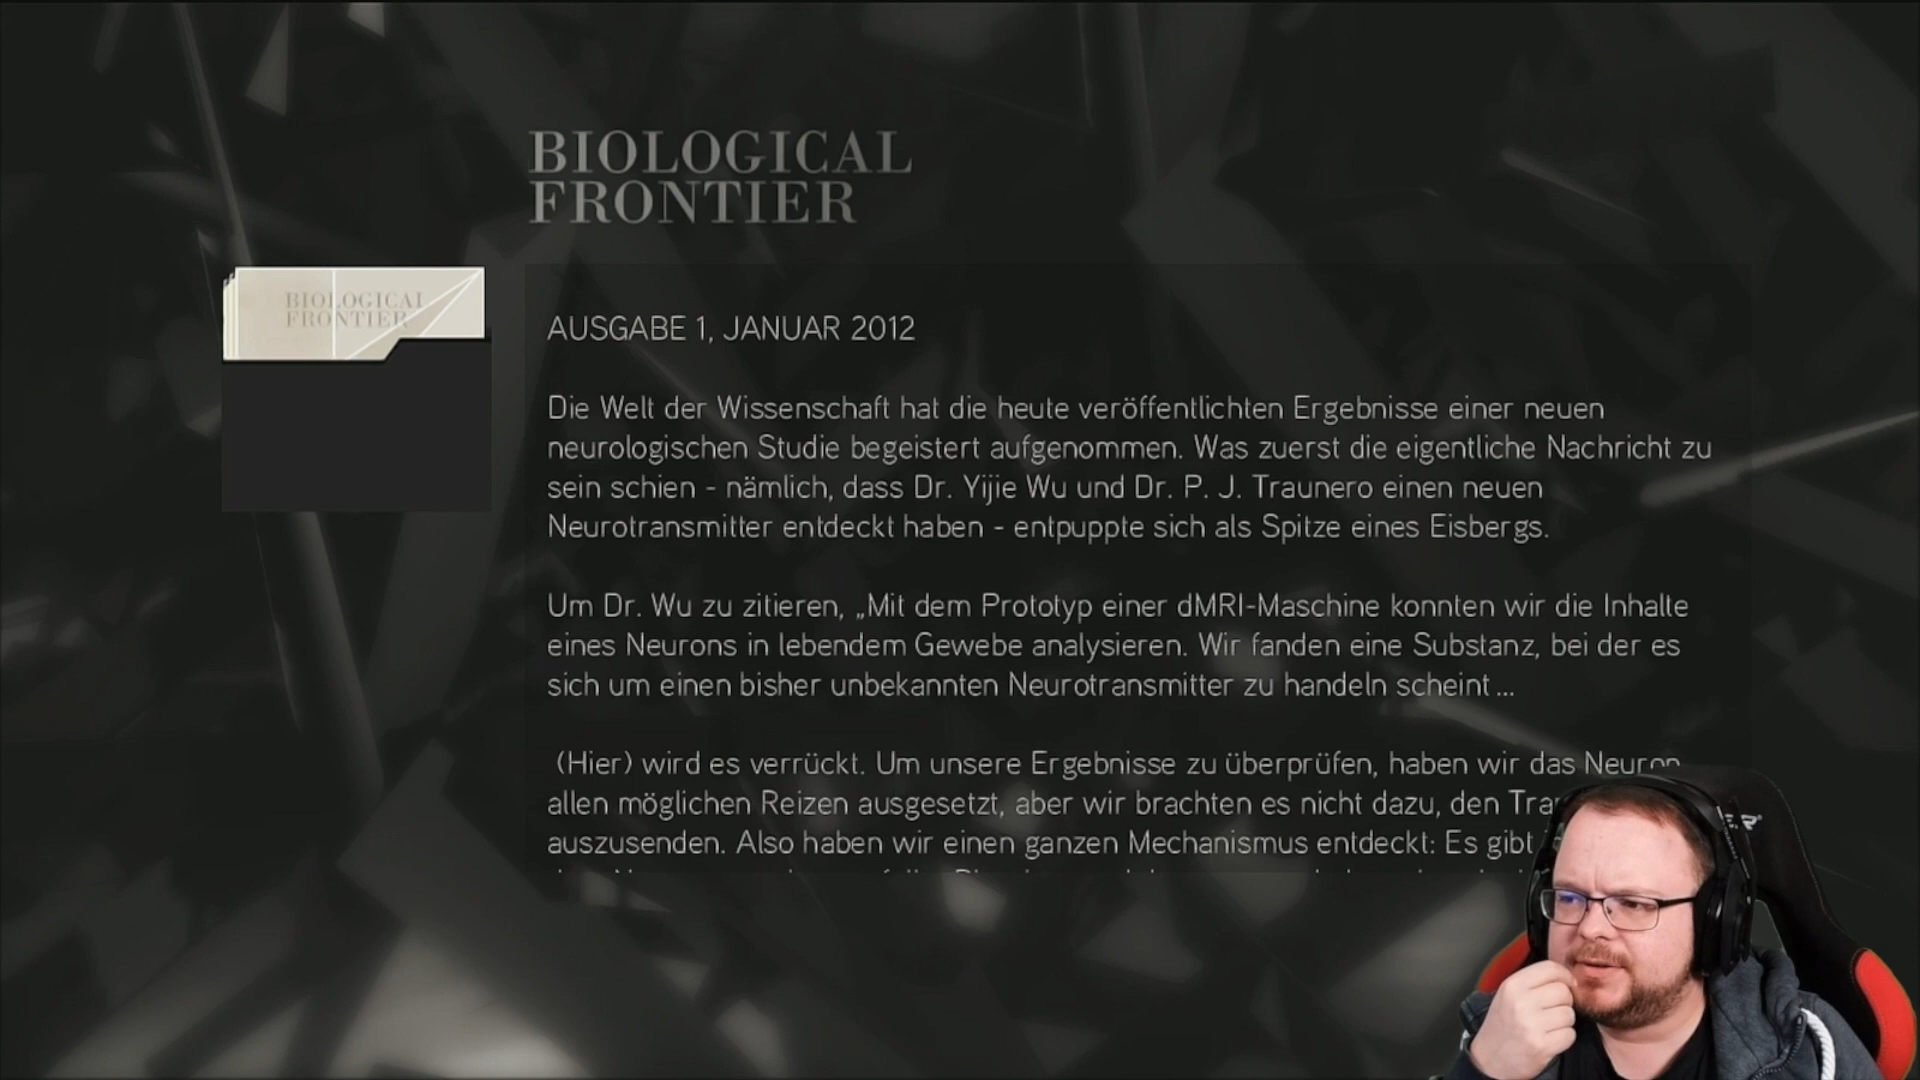 BIOLOGICAL
FRONTIER
BIOLOGICAL
FRONTIER
AUSGABE 1, JANUAR 2012
Die Welt der Wissenschaft hat die heute veröffentlichten Ergebnisse einer neuen
neurologischen Studie begeistert aufgenommen. Was zuerst die eigentliche Nachricht zu
sein schien - nämlich, dass Dr. Yijie Wu und Dr. P. J. Traunero einen neuen
Neurotransmitter entdeckt haben - entpuppte sich als Spitze eines Eisbergs.
Um Dr. Wu zu zitieren, „Mit dem Prototyp einer dMRI-Maschine konnten wir die Inhalte
eines Neurons in lebendem Gewebe analysieren. Wir fanden eine Substanz, bei der es
sich um einen bisher unbekannten Neurotransmitter zu handeln scheint ...
(Hier) wird es verrückt. Um unsere Ergebnisse zu überprüfen, haben wir das Neuron
allen möglichen Reizen ausgesetzt, aber wir brachten es nicht dazu, den
auszusenden. Also haben wir einen ganzen Mechanismus entdeckt: Es gibt